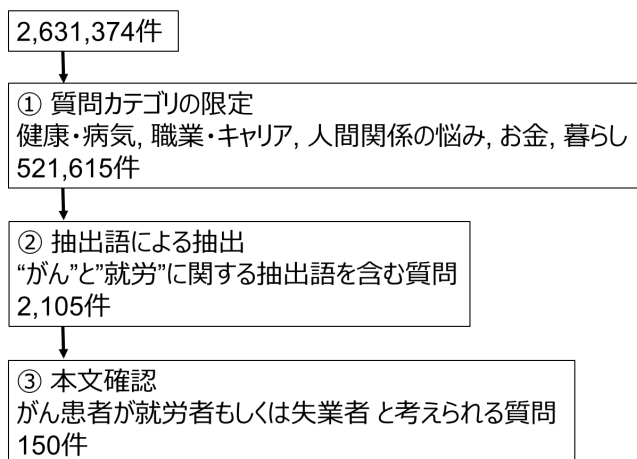 2,631,374件
① 質問カテゴリの限定
健康・病気, 職業・キャリア, 人間関係の悩み, お金, 暮らし
521,615件
② 抽出語による抽出
“がん”と”就労”に関する抽出語を含む質問
2,105件
③ 本文確認
がん患者が就労者もしくは失業者 と考えられる質問
150件